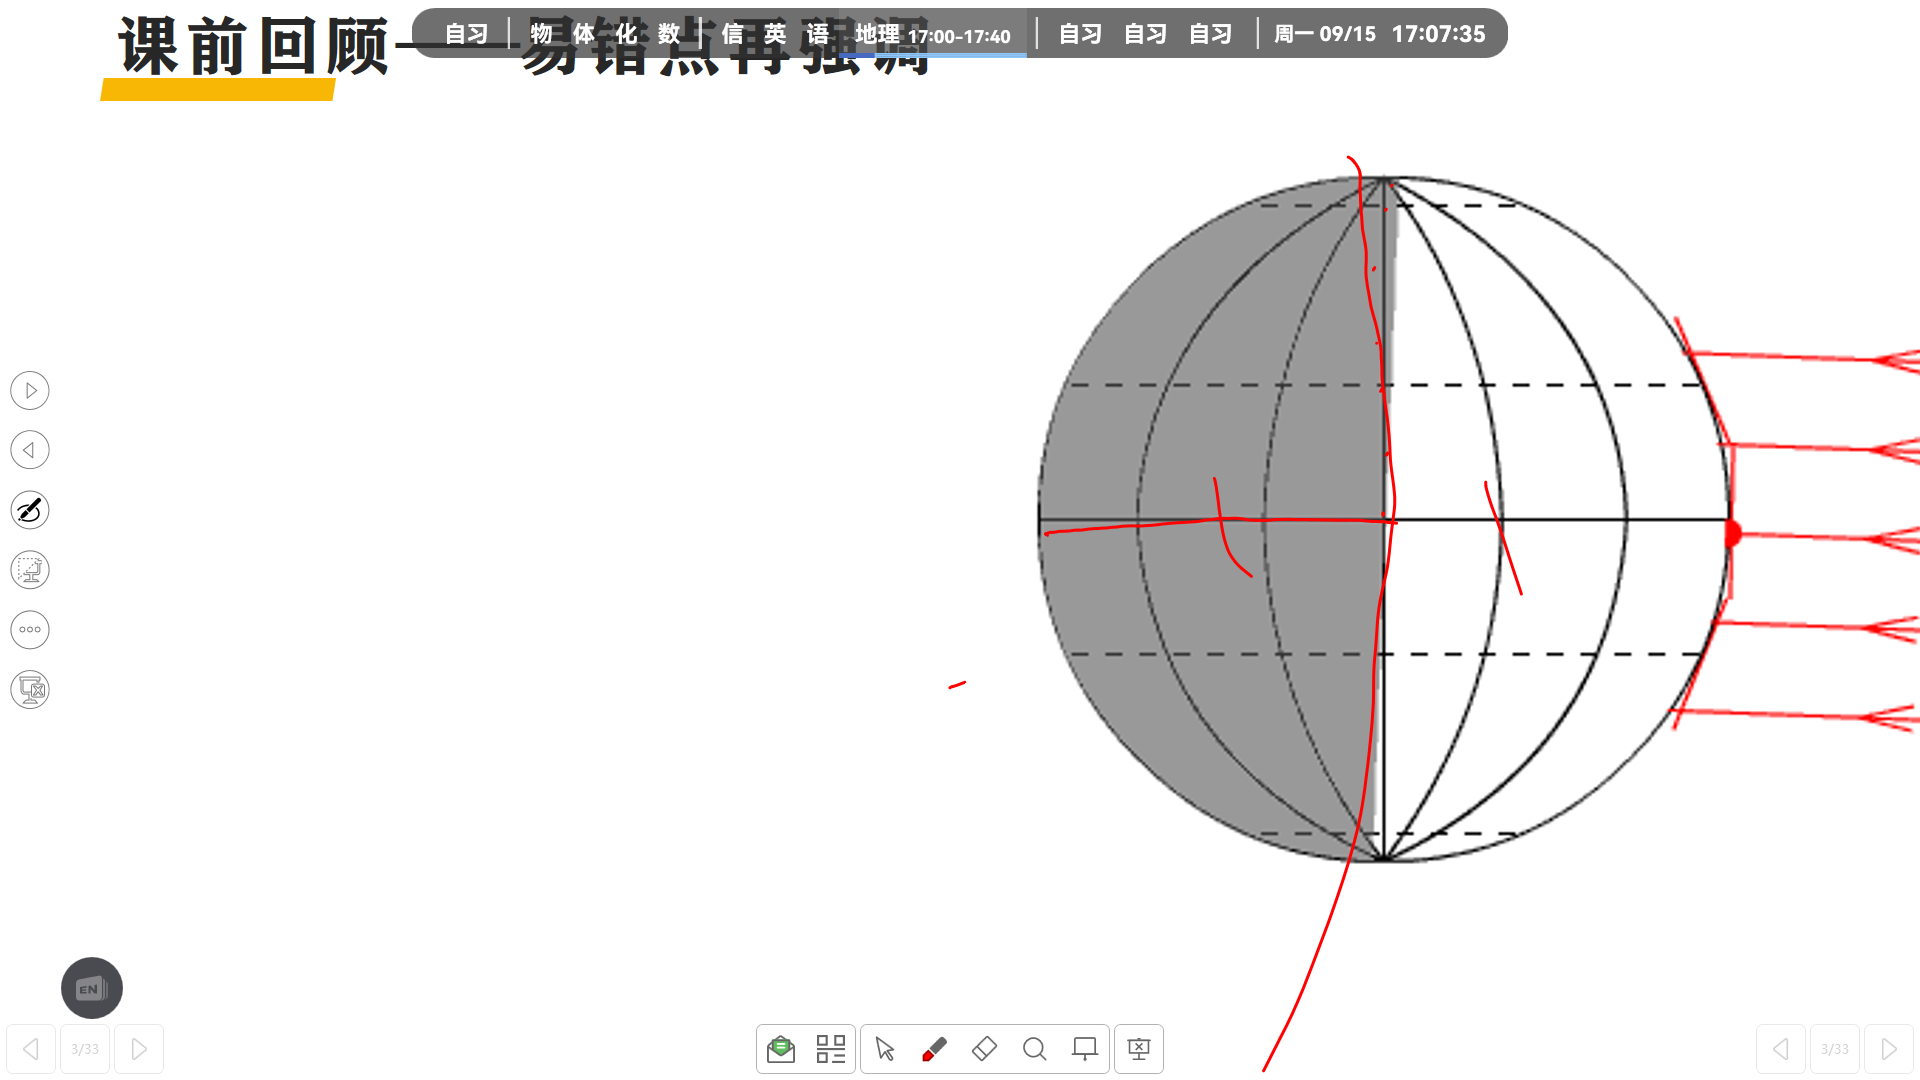 课前回顾——易错点再强调
自习 | 物 体 化 数 | 信 英 语 地理 17:00-17:40 | 自习 自习 自习 | 周一 09/15 17:07:35
EN
3/33
3/33